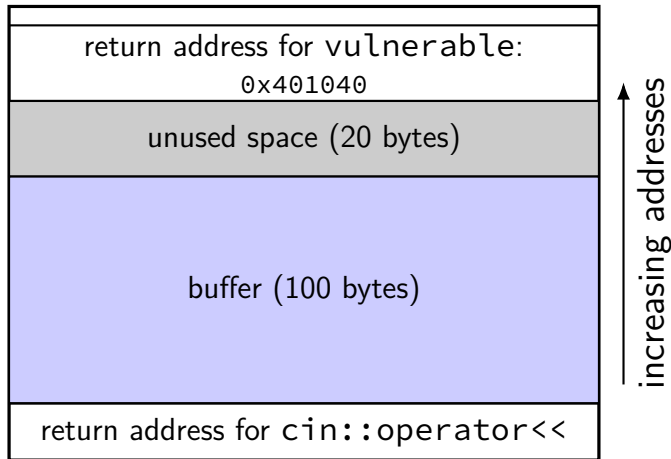 return address for vulnerable:
0x401040
unused space (20 bytes)
buffer (100 bytes)
return address for cin::operator<<
increasing addresses